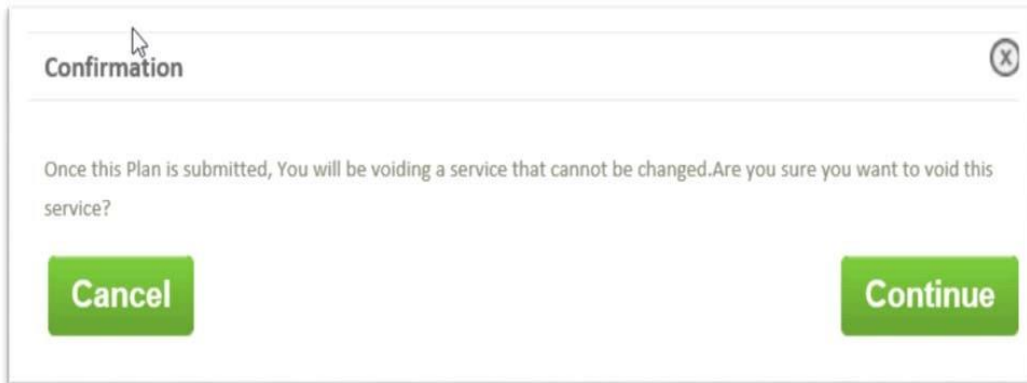 Confirmation
Once this Plan is submitted, You will be voiding a service that cannot be changed.Are you sure you want to void this
service?
Cancel
Continue